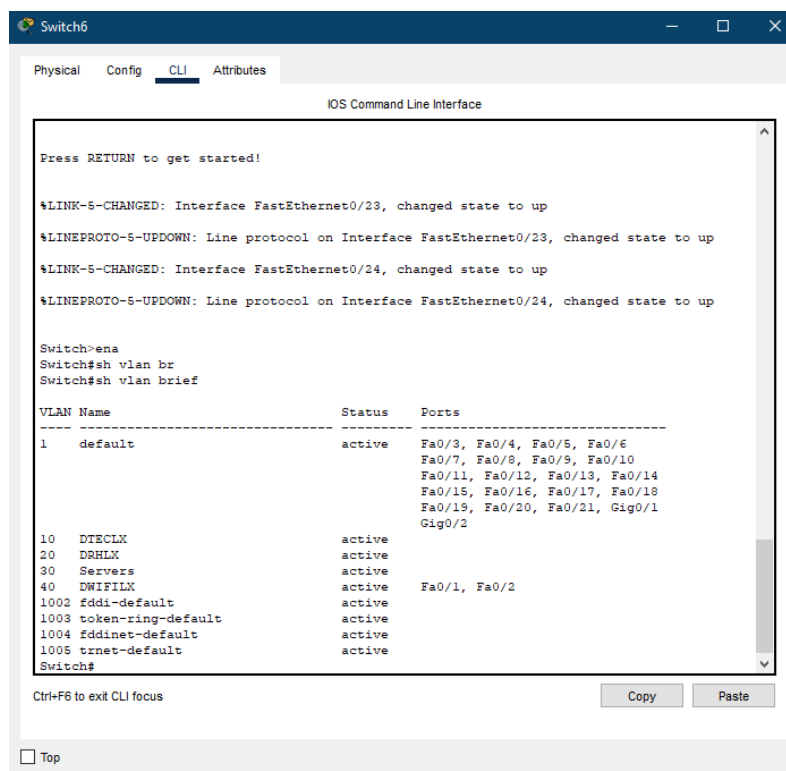 Switch6
Physical Config CLI Attributes
IOS Command Line Interface
Press RETURN to get started!
%LINK-5-CHANGED: Interface FastEthernet0/23, changed state to up
%LINEPROTO-5-UPDOWN: Line protocol on Interface FastEthernet0/23, changed state to up
%LINK-5-CHANGED: Interface FastEthernet0/24, changed state to up
%LINEPROTO-5-UPDOWN: Line protocol on Interface FastEthernet0/24, changed state to up
Switch>ena
Switch#sh vlan br
Switch#sh vlan brief
VLAN Name Status Ports
---- -------------------------------- --------- -------------------------------
1 default active Fa0/3, Fa0/4, Fa0/5, Fa0/6
Fa0/7, Fa0/8, Fa0/9, Fa0/10
Fa0/11, Fa0/12, Fa0/13, Fa0/14
Fa0/15, Fa0/16, Fa0/17, Fa0/18
Fa0/19, Fa0/20, Fa0/21, Gig0/1
Gig0/2
10 DTECLX active
20 DRHLX active
30 Servers active
40 DWIFILX active Fa0/1, Fa0/2
1002 fddi-default active
1003 token-ring-default active
1004 fddinet-default active
1005 trnet-default active
Switch#
Ctrl+F6 to exit CLI focus Copy Paste
Top